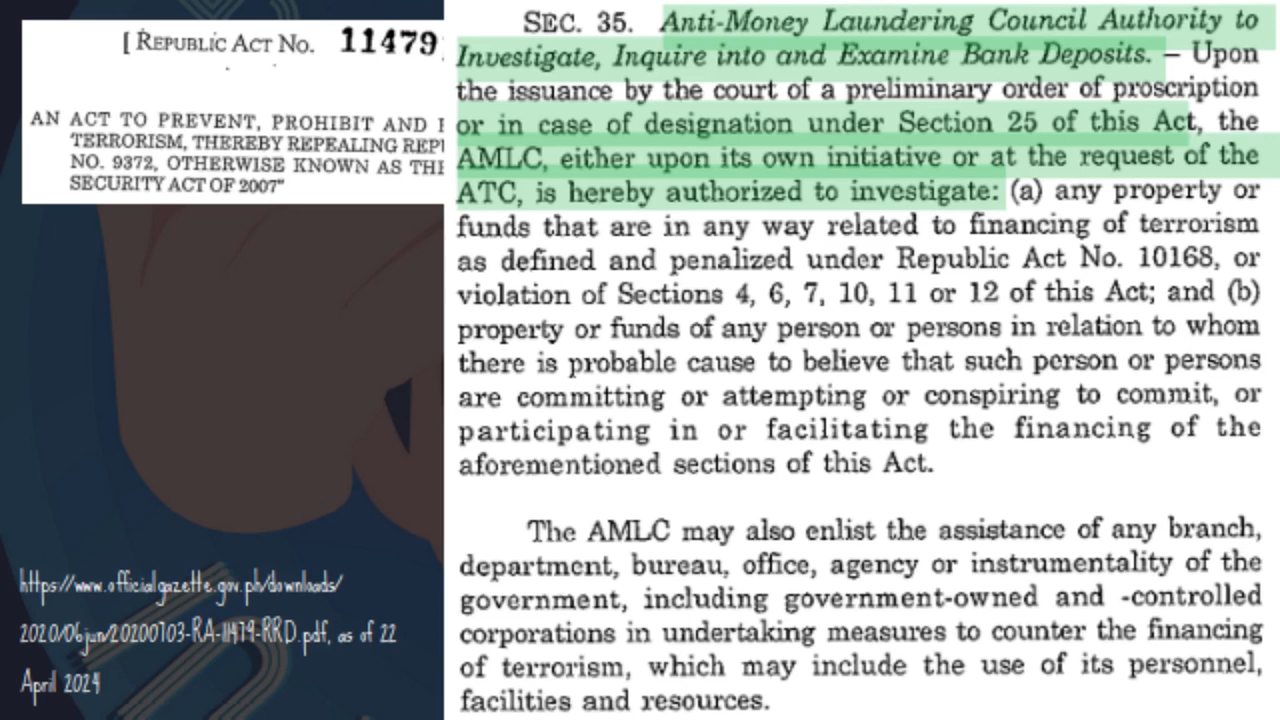 [ REPUBLIC ACT NO. 11479
AN ACT TO PREVENT, PROHIBIT AND
TERRORISM, THEREBY REPEALING
NO. 9372, OTHERWISE KNOWN AS THE
SECURITY ACT OF 2007"
https://www.officialgazette.gov.ph/downloads/
2020/06jun/20200703-RA-11479-RRD.pdf, as of 22
April 2024
SEC. 35. Anti-Money Laundering Council Authority to
Investigate, Inquire into and Examine Bank Deposits. – Upon
the issuance by the court of a preliminary order of proscription
or in case of designation under Section 25 of this Act, the
AMLC, either upon its own initiative or at the request of the
ATC, is hereby authorized to investigate: (a) any property or
funds that are in any way related to financing of terrorism
as defined and penalized under Republic Act No. 10168, or
violation of Sections 4, 6, 7, 10, 11 or 12 of this Act; and (b)
property or funds of any person or persons in relation to whom
there is probable cause to believe that such person or persons
are committing or attempting or conspiring to commit, or
participating in or facilitating the financing of the
aforementioned sections of this Act.
The AMLC may also enlist the assistance of any branch,
department, bureau, office, agency or instrumentality of the
government, including government-owned and -controlled
corporations in undertaking measures to counter the financing
of terrorism, which may include the use of its personnel,
facilities and resources.